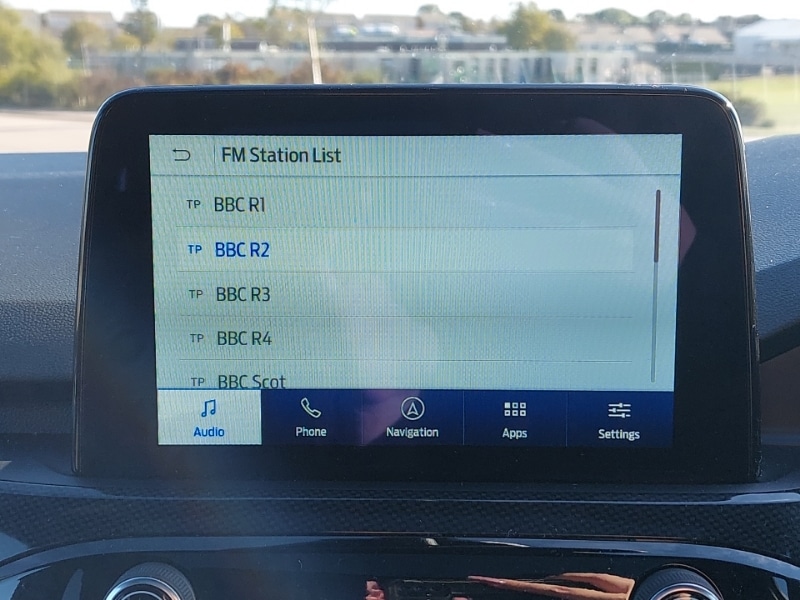 FM Station List
TP BBC R1
TP BBC R2
TP BBC R3
TP BBC R4
TP BBC Scot
Audio Phone Navigation Apps Settings